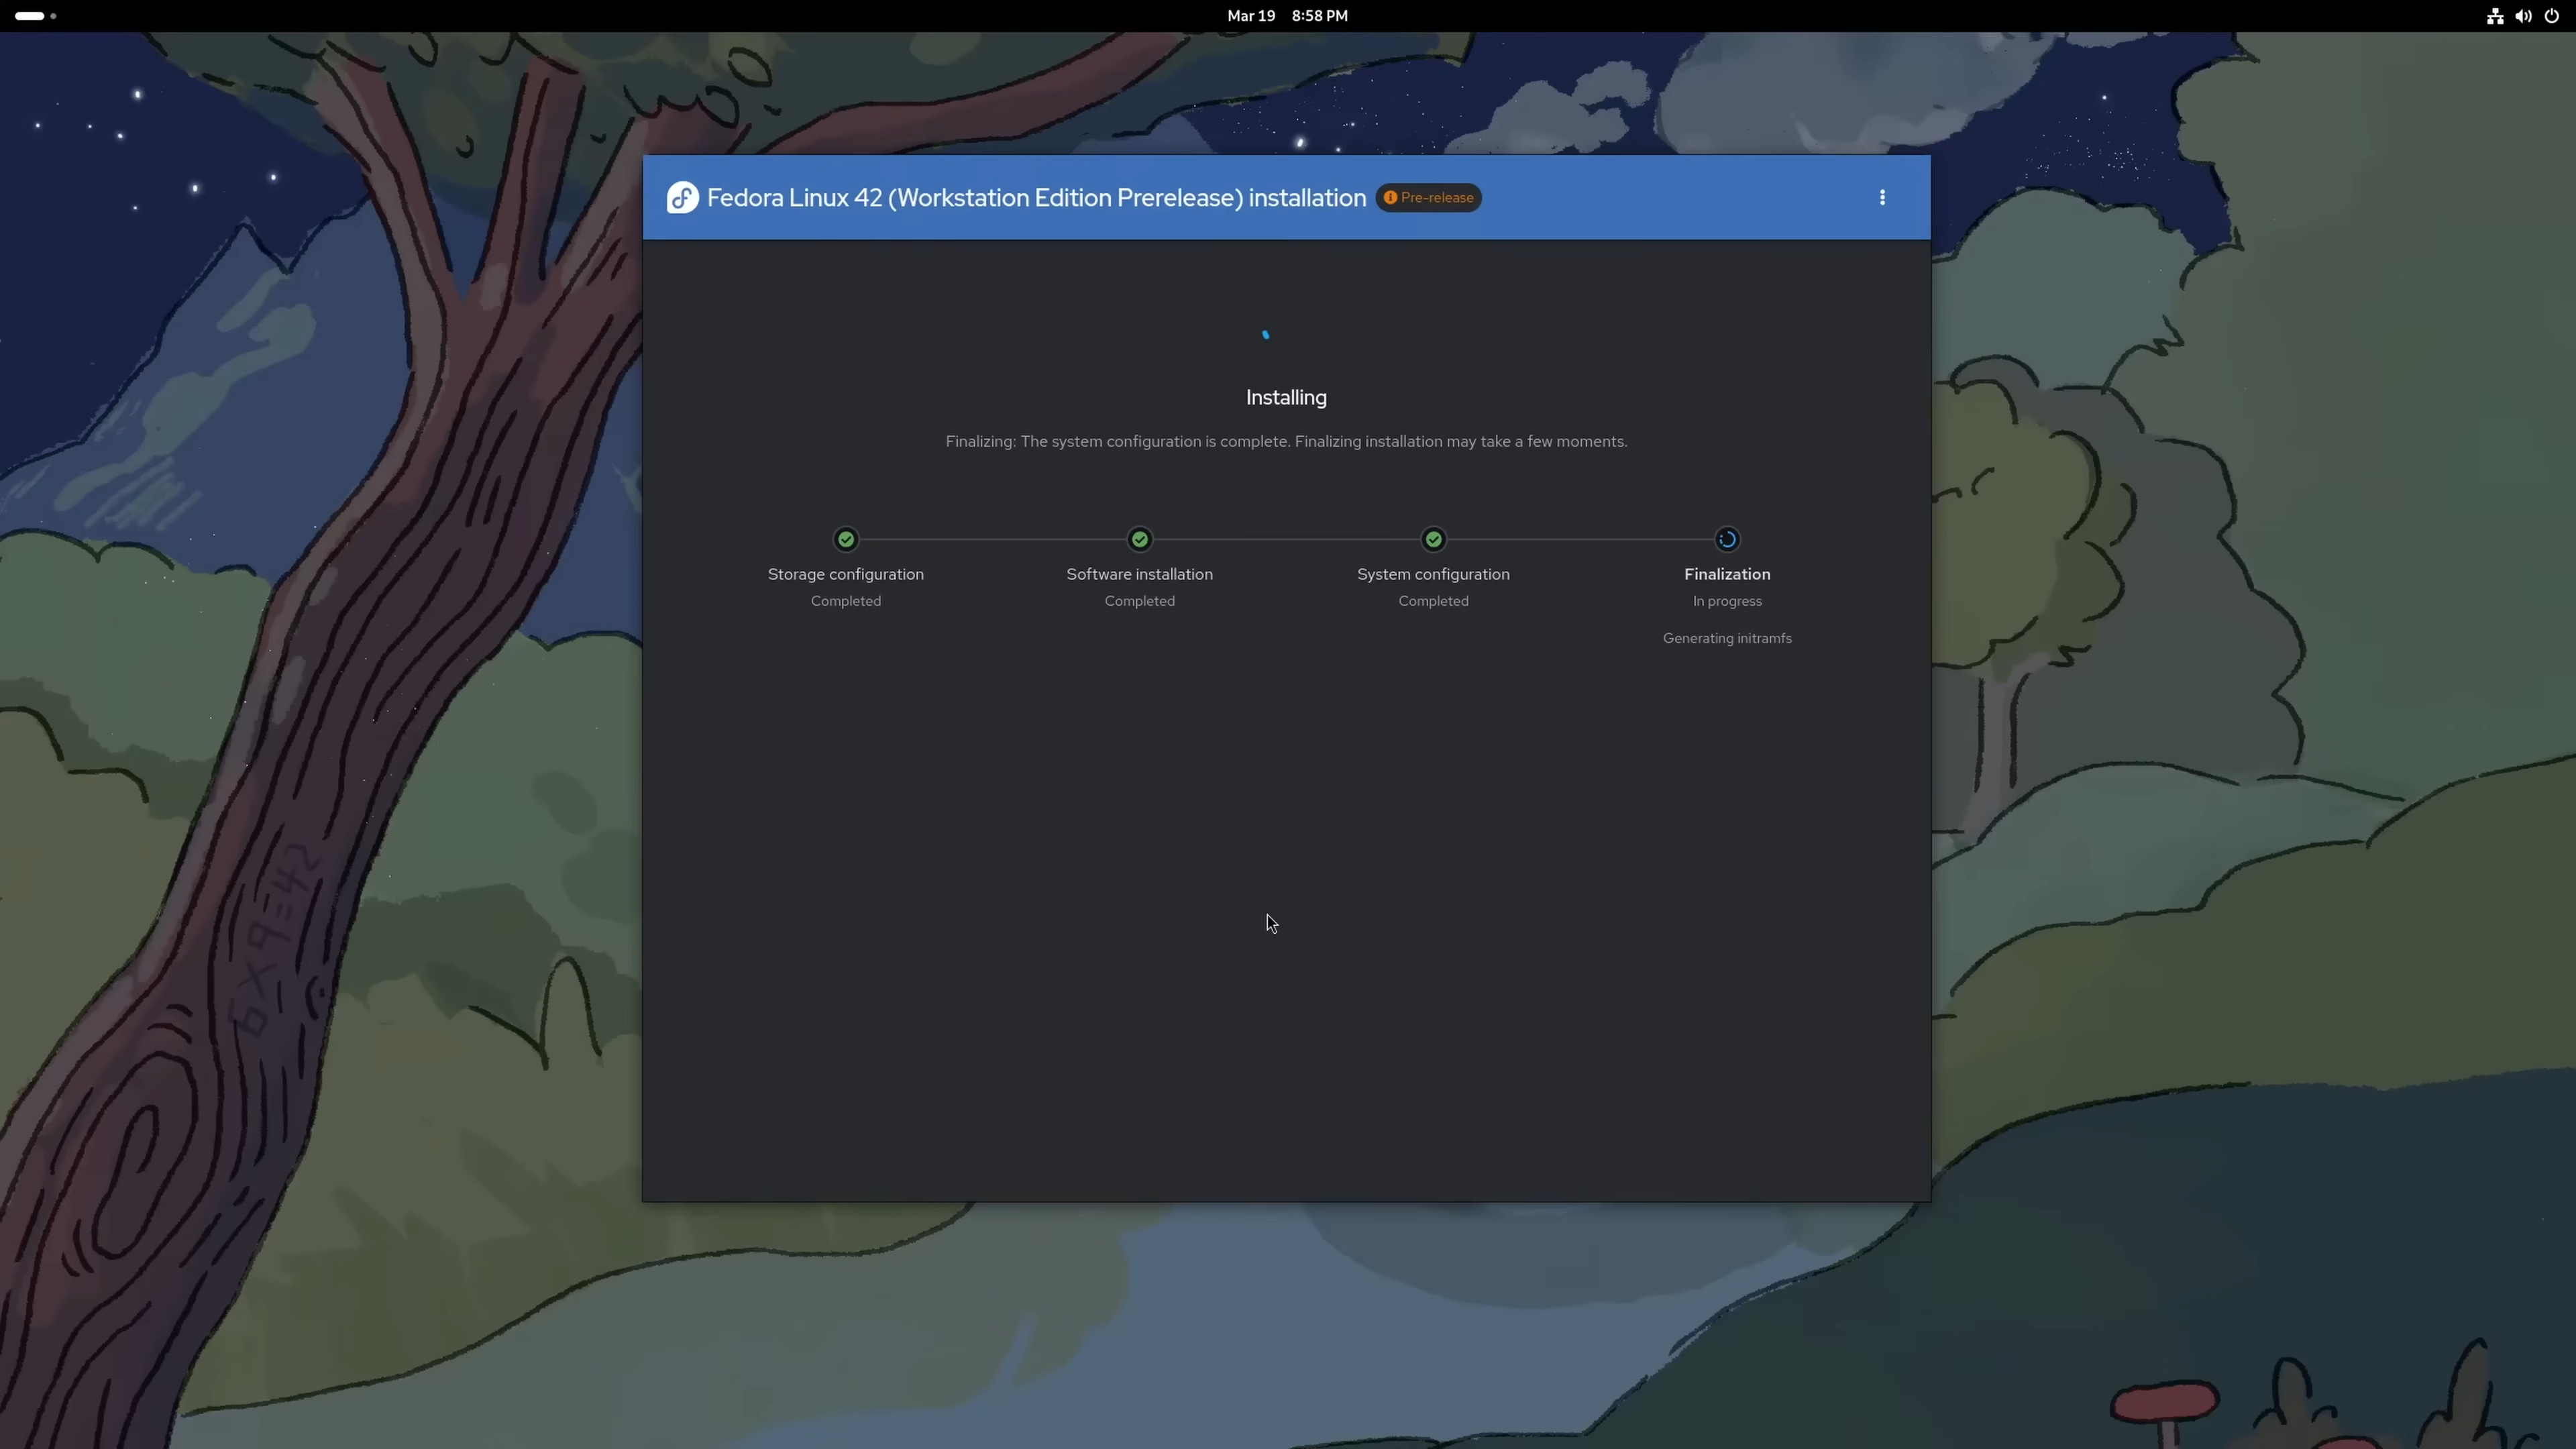 Mar 19 8:58 PM
Fedora Linux 42 (Workstation Edition Prerelease) installation Pre-release
Installing
Finalizing: The system configuration is complete. Finalizing installation may take a few moments.
Storage configuration Software installation System configuration Finalization
Completed Completed Completed In progress
Generating initramfs
6x9=42